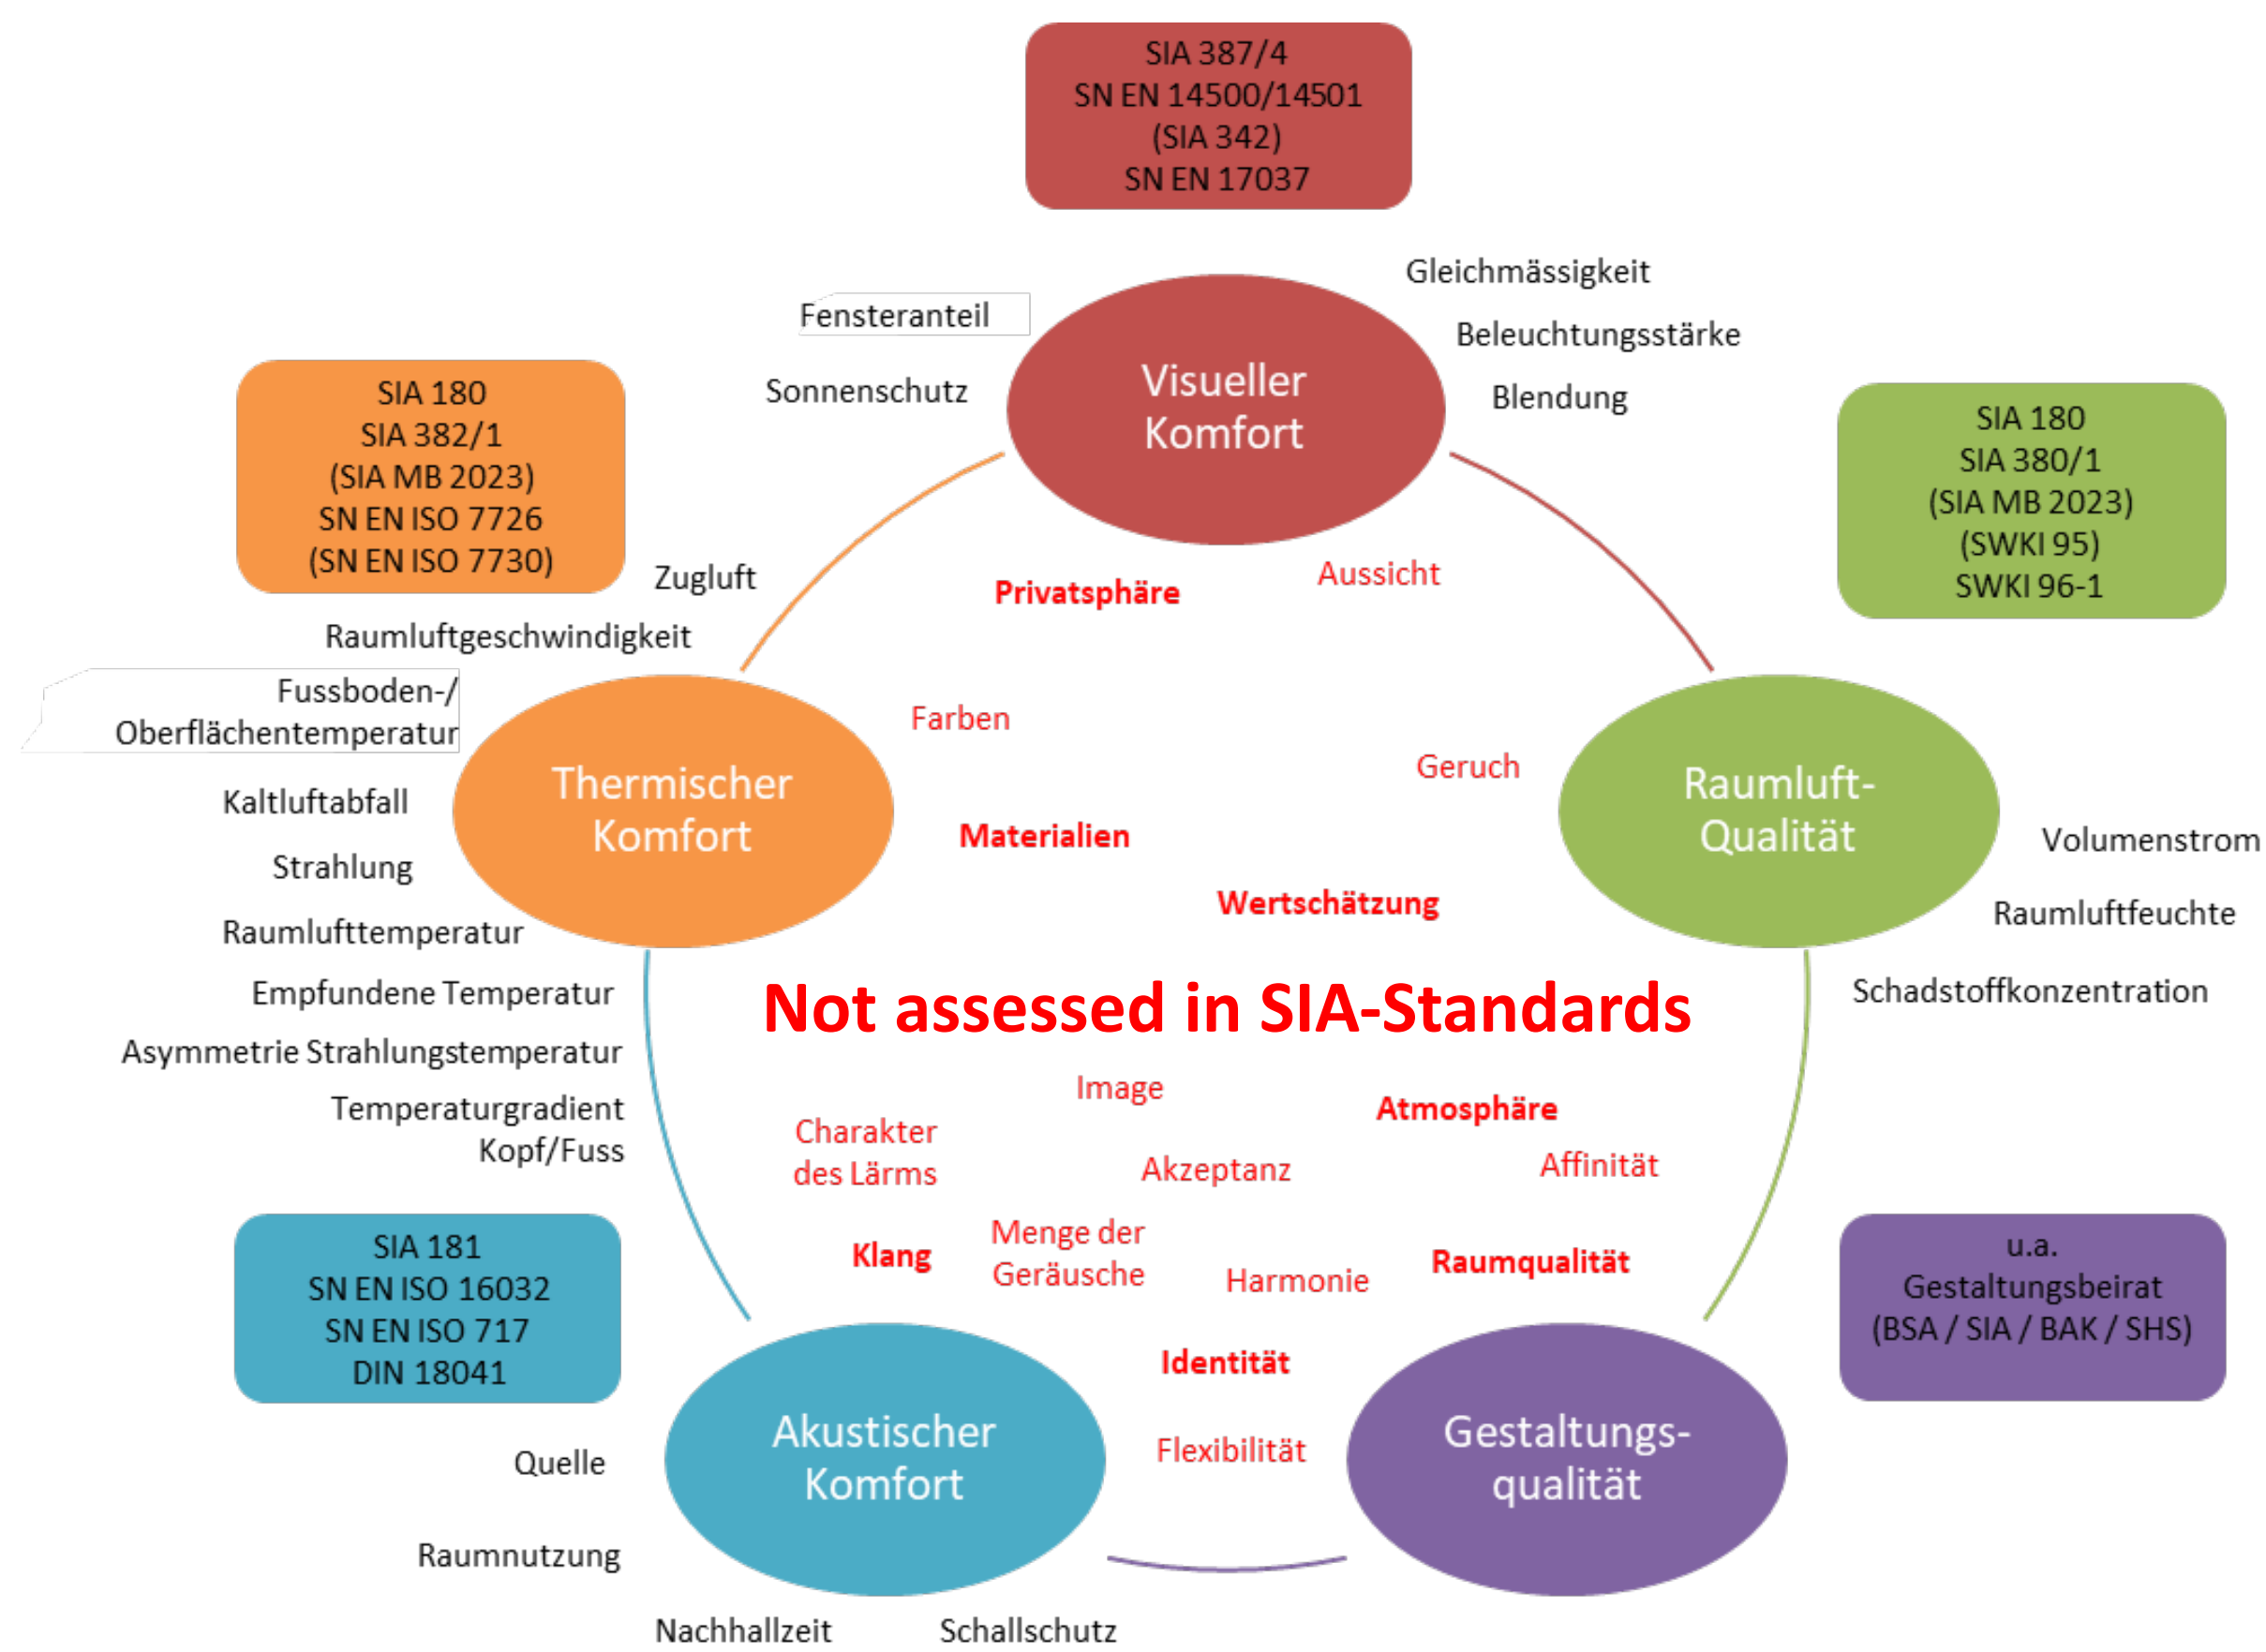 SIA 387/4
SN EN 14500/14501
(SIA 342)
SN EN 17037
Gleichmässigkeit
Fensteranteil
Beleuchtungsstärke
Visueller
Komfort
Sonnenschutz
Blendung
SIA 180
SIA 382/1
(SIA MB 2023)
SN EN ISO 7726
(SN EN ISO 7730)
SIA 180
SIA 380/1
(SIA MB 2023)
(SWKI 95)
SWKI 96-1
Zugluft
Raumluftgeschwindigkeit
Privatsphäre
Aussicht
Fussboden-/
Oberflächentemperatur
Farben
Geruch
Thermischer
Komfort
Raumluft-
Qualität
Kaltluftabfall
Materialien
Volumenstrom
Strahlung
Wertschätzung
Raumluftfeuchte
Raumlufttemperatur
Empfundene Temperatur
Not assessed in SIA-Standards
Schadstoffkonzentration
Asymmetrie Strahlungstemperatur
Temperaturgradient
Kopf/Fuss
Image
Atmosphäre
Charakter
des Lärms
Akzeptanz
Affinität
SIA 181
SN EN ISO 16032
SN EN ISO 717
DIN 18041
Klang
Menge der
Geräusche
Harmonie
Raumqualität
u.a.
Gestaltungsbeirat
(BSA / SIA / BAK / SHS)
Identität
Akustischer
Komfort
Flexibilität
Gestaltungs-
qualität
Quelle
Raumnutzung
Nachhallzeit
Schallschutz